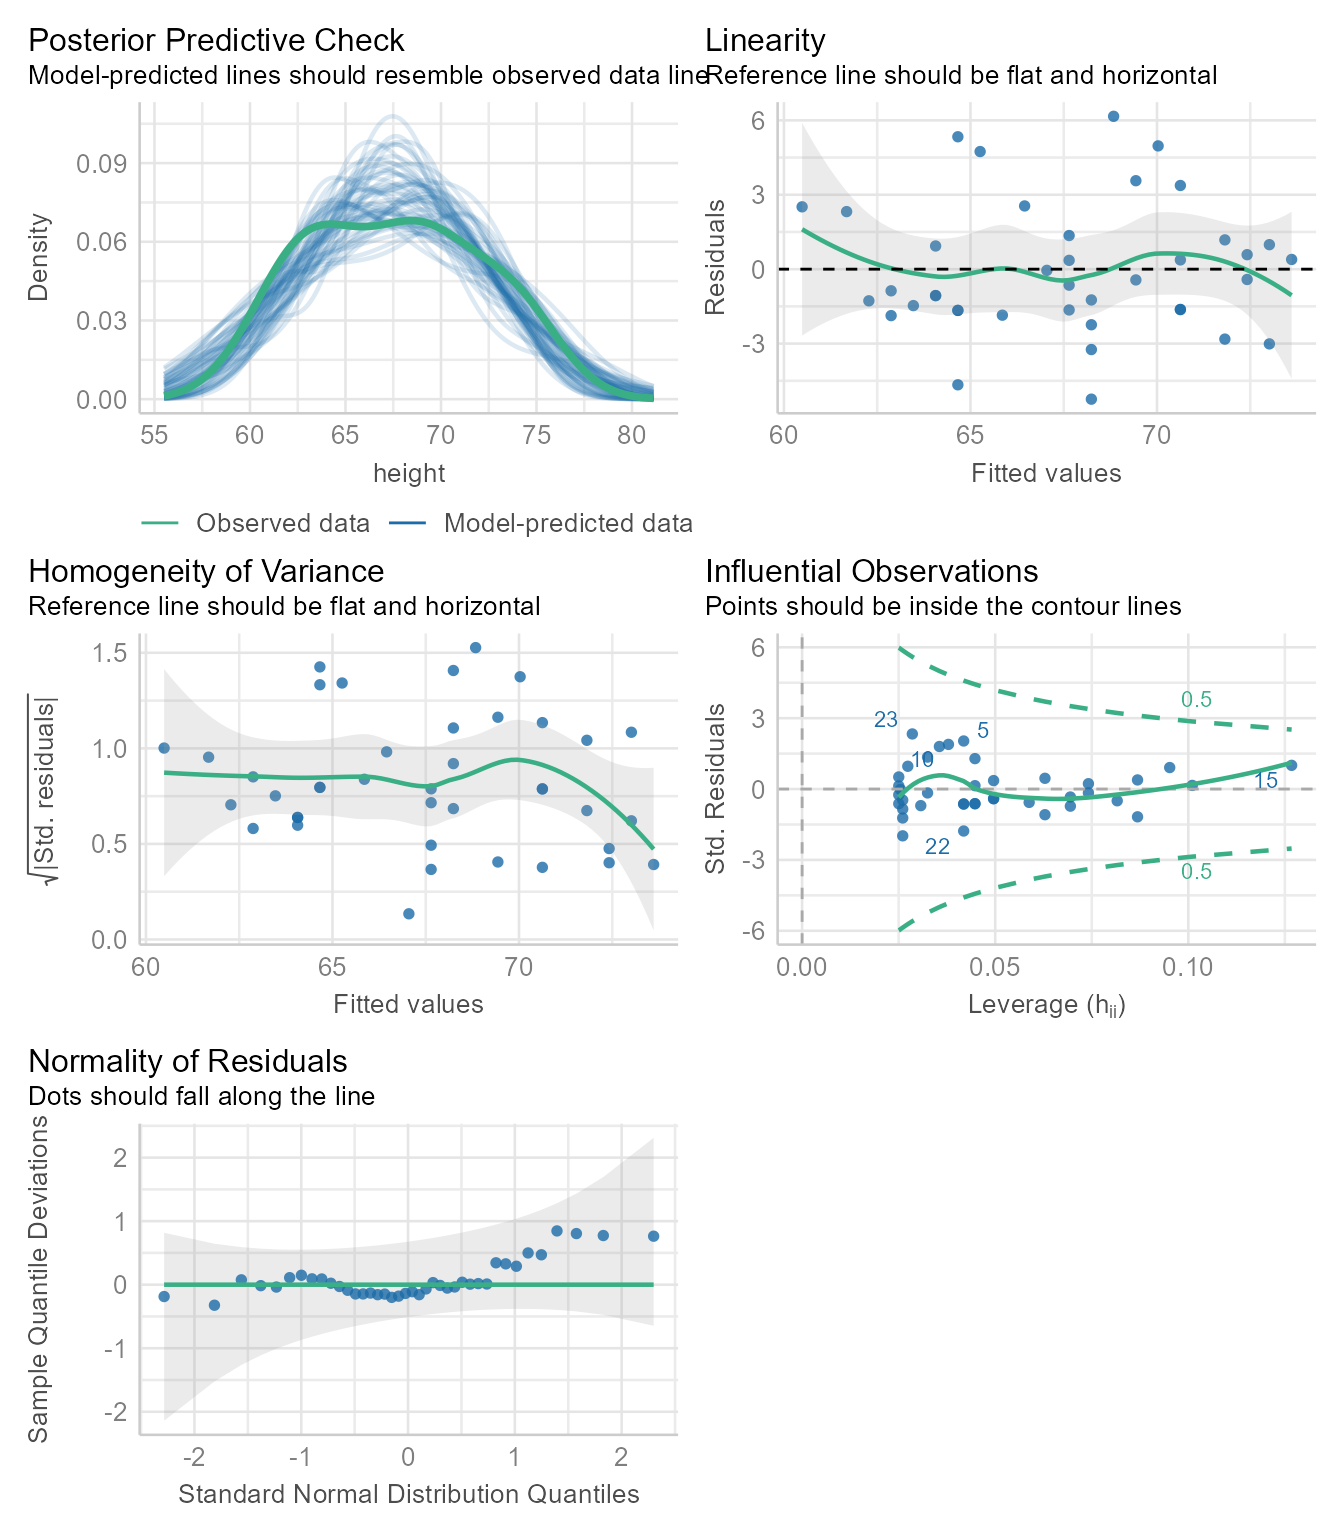 Posterior Predictive Check
Model-predicted lines should resemble observed data line
Density
0.09
0.06
0.03
0.00
55 60 65 70 75 80
height
Observed data Model-predicted data
Linearity
Reference line should be flat and horizontal
Residuals
6
3
0
-3
60 65 70
Fitted values
Homogeneity of Variance
Reference line should be flat and horizontal
√|Std. residuals|
1.5
1.0
0.5
0.0
60 65 70
Fitted values
Influential Observations
Points should be inside the contour lines
Std. Residuals
6
3
0
-3
-6
0.5
23
5
10
15
22
0.5
0.00 0.05 0.10
Leverage (hii)
Normality of Residuals
Dots should fall along the line
Sample Quantile Deviations
2
1
0
-1
-2
-2 -1 0 1 2
Standard Normal Distribution Quantiles